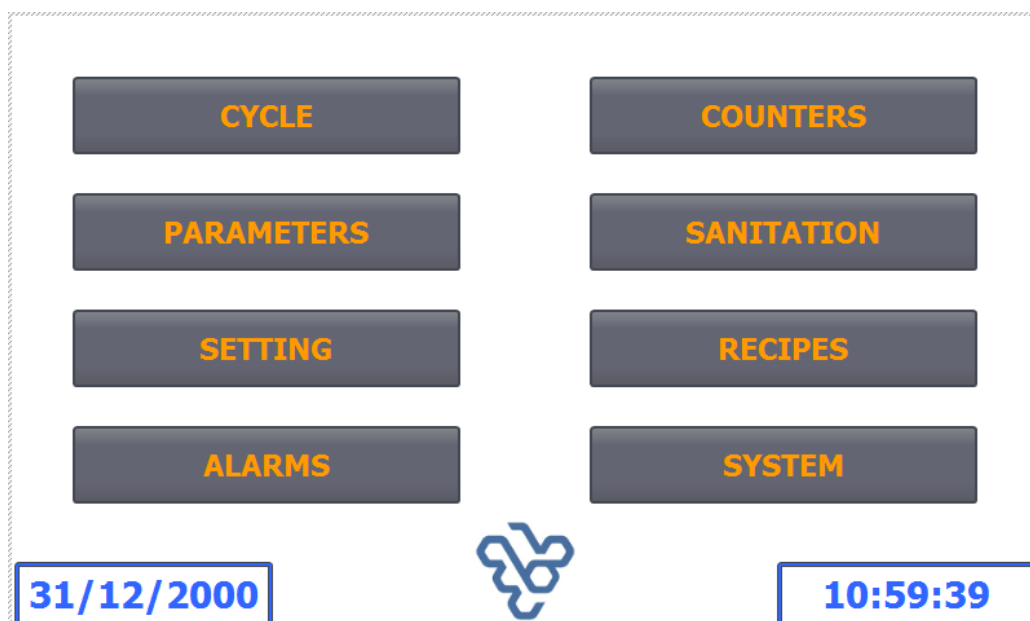 CYCLE
COUNTERS
PARAMETERS
SANITATION
SETTING
RECIPES
ALARMS
SYSTEM
31/12/2000
10:59:39